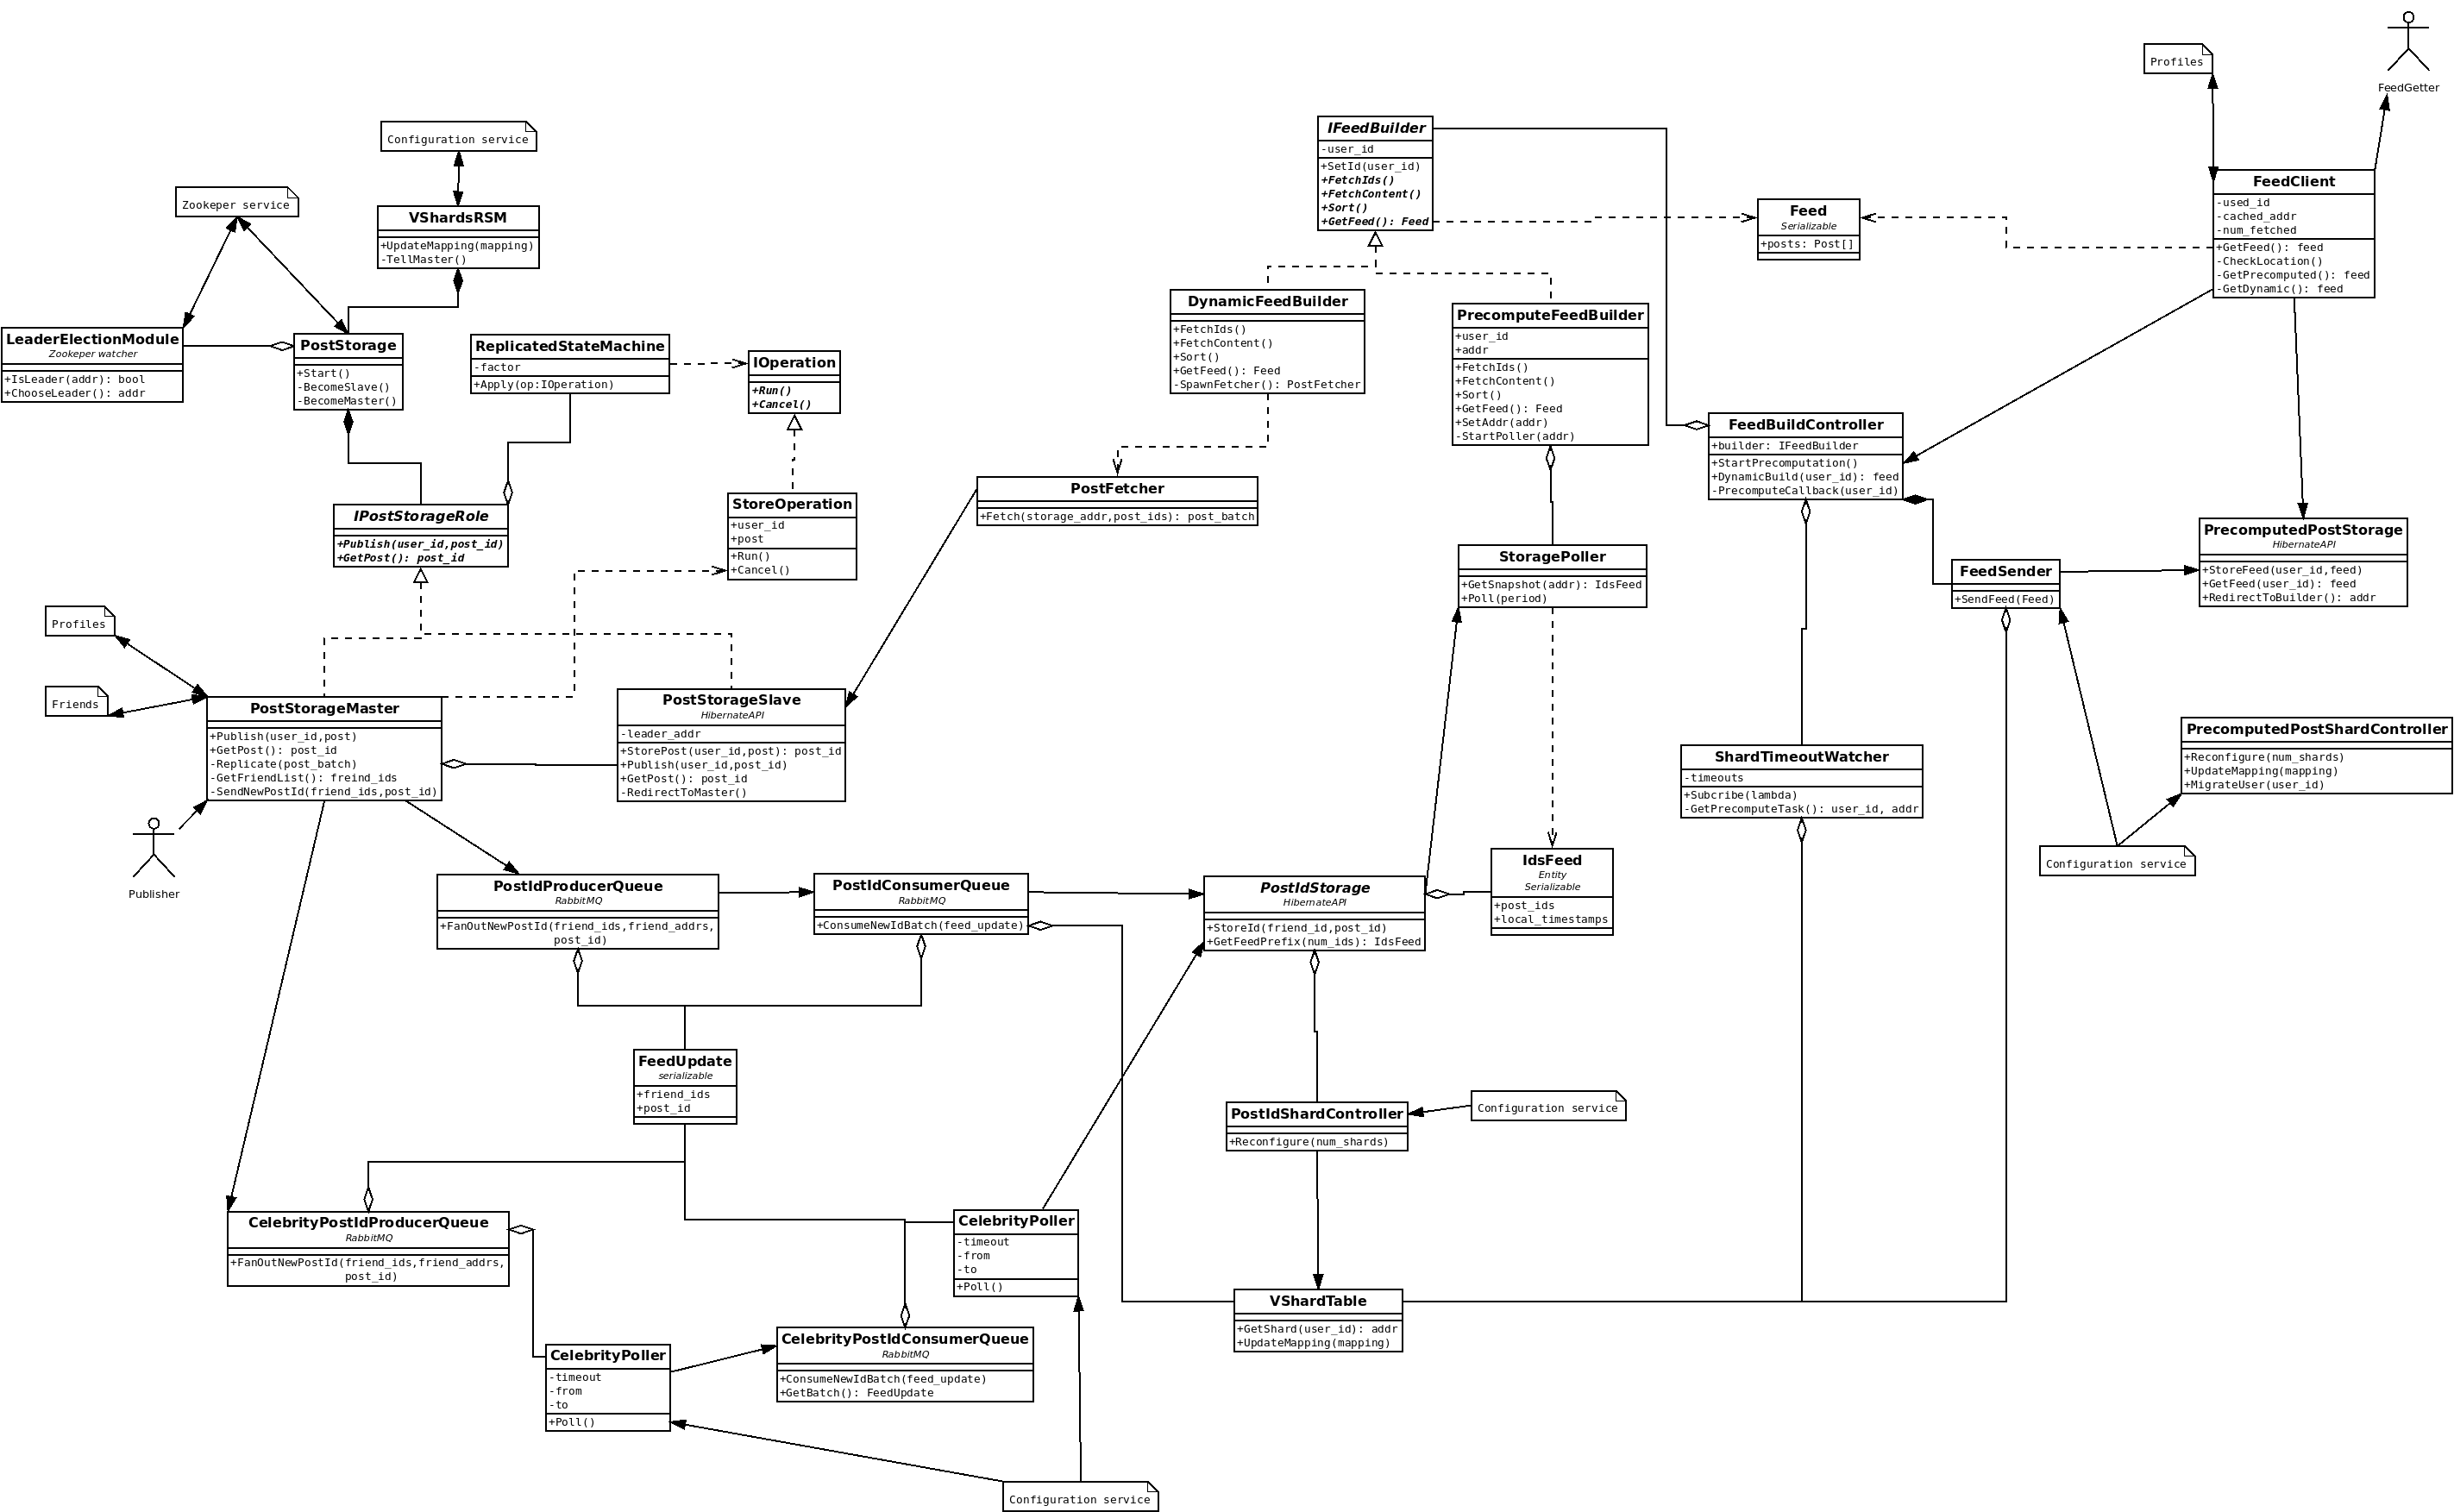 Profiles
FeedGetter
Configuration service
Zookeper service
VShardsRSM
+UpdateMapping(mapping)
-TellMaster()
IFeedBuilder
-user_id
+SetId(user_id)
+FetchIds()
+FetchContent()
+Sort()
+GetFeed(): Feed
Feed
Serializable
+posts: Post[]
FeedClient
-used_id
-cached_addr
-num_fetched
+GetFeed(): feed
-CheckLocation()
-GetPrecomputed(): feed
-GetDynamic(): feed
LeaderElectionModule
Zookeper watcher
+IsLeader(addr): bool
+ChooseLeader(): addr
PostStorage
+Start()
-BecomeSlave()
-BecomeMaster()
ReplicatedStateMachine
-factor
+Apply(op:IOperation)
IOperation
+Run()
+Cancel()
DynamicFeedBuilder
+FetchIds()
+FetchContent()
+Sort()
+GetFeed(): Feed
-SpawnFetcher(): PostFetcher
PrecomputeFeedBuilder
+user_id
+addr
+FetchIds()
+FetchContent()
+Sort()
+GetFeed(): Feed
+SetAddr(addr)
-StartPoller(addr)
FeedBuildController
+builder: IFeedBuilder
+StartPrecomputation()
+DynamicBuild(user_id): feed
-PrecomputeCallback(user_id)
IPostStorageRole
+Publish(user_id,post_id)
+GetPost(): post_id
StoreOperation
+user_id
+post
+Run()
+Cancel()
PostFetcher
+Fetch(storage_addr,post_ids): post_batch
StoragePoller
+GetSnapshot(addr): IdsFeed
+Poll(period)
FeedSender
+SendFeed(Feed)
PrecomputedPostStorage
HibernateAPI
+StoreFeed(user_id,feed)
+GetFeed(user_id): feed
+RedirectToBuilder(): addr
Profiles
Friends
PostStorageMaster
+Publish(user_id,post)
+GetPost(): post_id
-Replicate(post_batch)
-GetFriendList(): freind_ids
-SendNewPostId(friend_ids,post_id)
PostStorageSlave
HibernateAPI
-leader_addr
+StorePost(user_id,post): post_id
+Publish(user_id,post_id)
+GetPost(): post_id
-RedirectToMaster()
ShardTimeoutWatcher
-timeouts
+Subcribe(lambda)
-GetPrecomputeTask(): user_id, addr
PrecomputedPostShardController
+Reconfigure(num_shards)
+UpdateMapping(mapping)
+MigrateUser(user_id)
Publisher
Configuration service
PostIdProducerQueue
RabbitMQ
+FanOutNewPostId(friend_ids,friend_addrs,
post_id)
PostIdConsumerQueue
RabbitMQ
+ConsumeNewIdBatch(feed_update)
PostIdStorage
HibernateAPI
+StoreId(friend_id,post_id)
+GetFeedPrefix(num_ids): IdsFeed
IdsFeed
Entity
Serializable
+post_ids
+local_timestamps
FeedUpdate
serializable
+friend_ids
+post_id
PostIdShardController
+Reconfigure(num_shards)
Configuration service
CelebrityPostIdProducerQueue
RabbitMQ
+FanOutNewPostId(friend_ids,friend_addrs,
post_id)
CelebrityPoller
-timeout
-from
-to
+Poll()
VShardTable
+GetShard(user_id): addr
+UpdateMapping(mapping)
CelebrityPoller
-timeout
-from
-to
+Poll()
CelebrityPostIdConsumerQueue
RabbitMQ
+ConsumeNewIdBatch(feed_update)
+GetBatch(): FeedUpdate
Configuration service